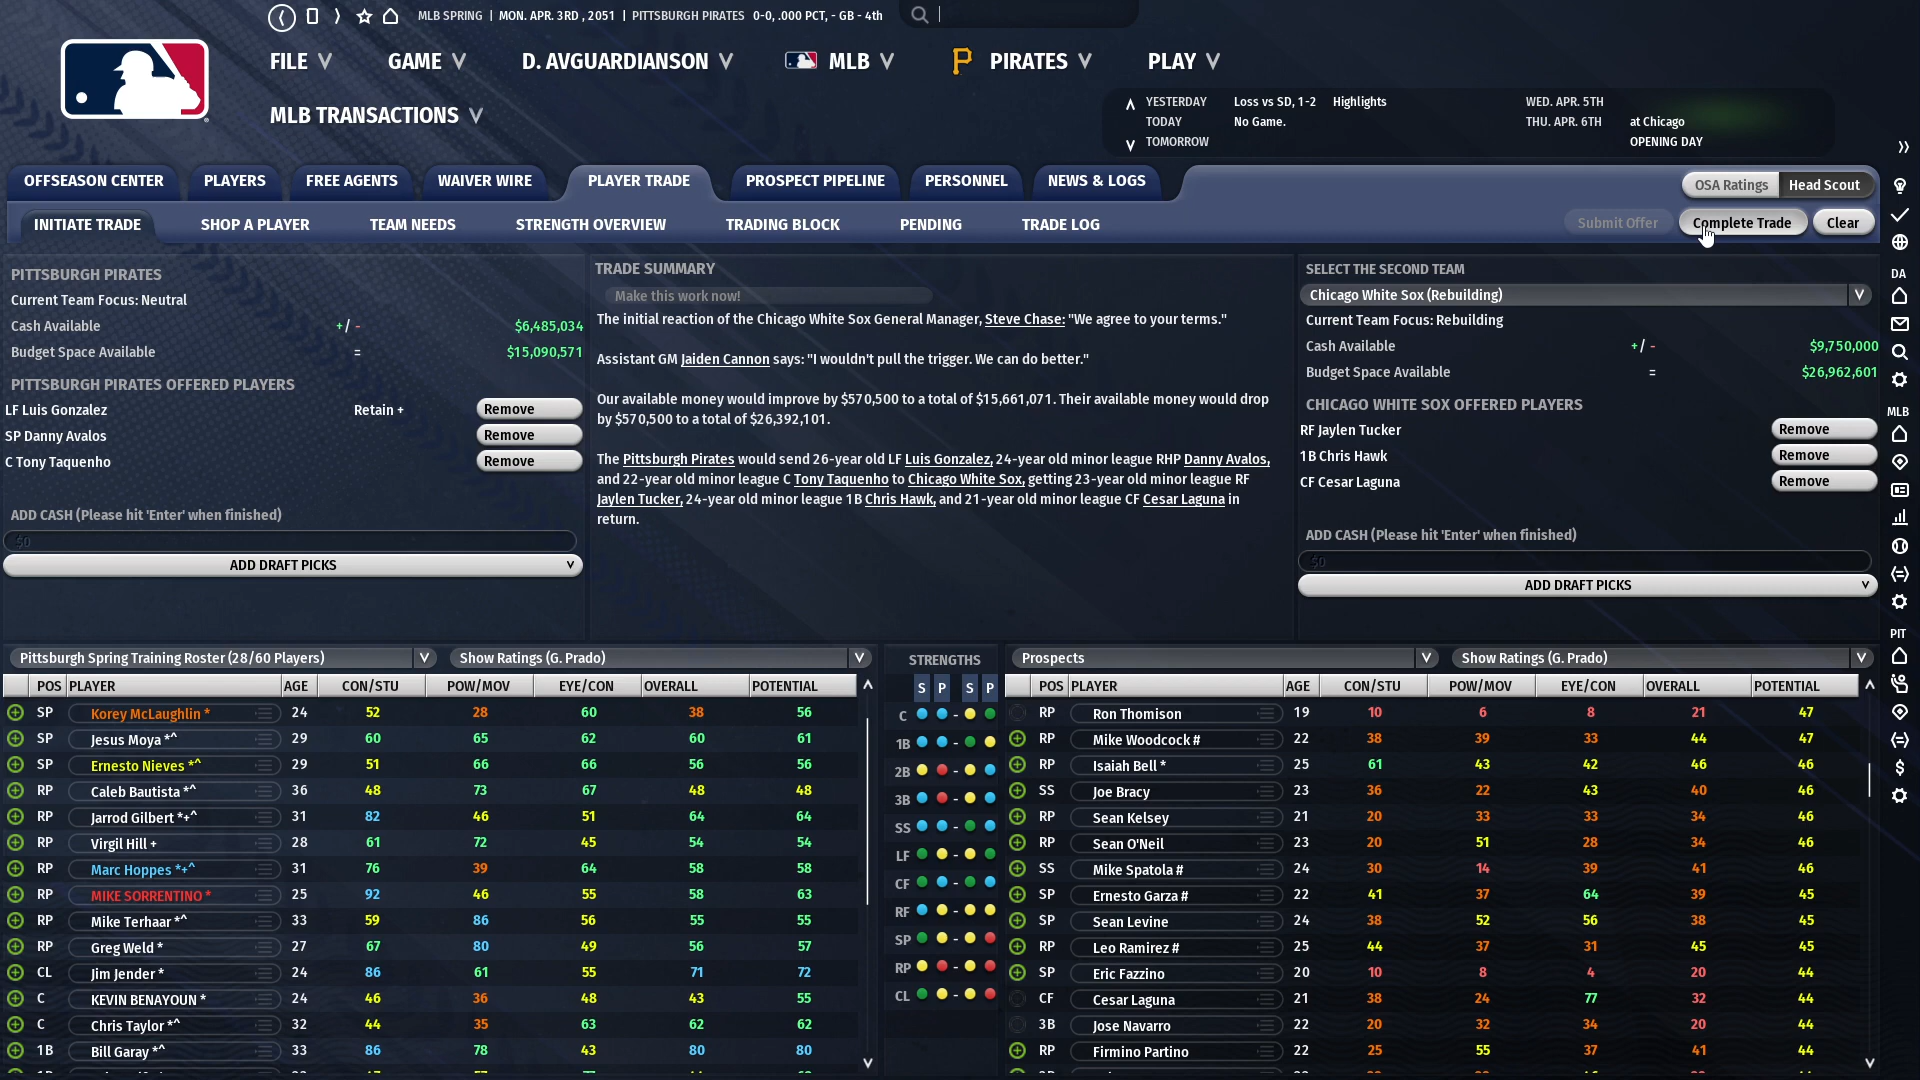 MLB SPRING | MON. APR. 3RD , 2051 | PITTSBURGH PIRATES 0-0, .000 PCT, - GB - 4th
FILE
GAME
D. AVGUARDIANSON
MLB
PIRATES
PLAY
MLB TRANSACTIONS
YESTERDAY Loss vs SD, 1-2 Highlights
TODAY No Game.
TOMORROW
WED. APR. 5TH
THU. APR. 6TH at Chicago
OPENING DAY
OFFSEASON CENTER
PLAYERS
FREE AGENTS
WAIVER WIRE
PLAYER TRADE
PROSPECT PIPELINE
PERSONNEL
NEWS & LOGS
OSA Ratings
Head Scout
INITIATE TRADE
SHOP A PLAYER
TEAM NEEDS
STRENGTH OVERVIEW
TRADING BLOCK
PENDING
TRADE LOG
Submit Offer
Complete Trade
Clear
PITTSBURGH PIRATES
Current Team Focus: Neutral
Cash Available + / - $6,485,034
Budget Space Available = $15,090,571
PITTSBURGH PIRATES OFFERED PLAYERS
LF Luis Gonzalez Retain + Remove
SP Danny Avalos Remove
C Tony Taquenho Remove
ADD CASH (Please hit 'Enter' when finished)
$0
ADD DRAFT PICKS
TRADE SUMMARY
Make this work now!
The initial reaction of the Chicago White Sox General Manager, Steve Chase: "We agree to your terms."
Assistant GM Jaiden Cannon says: "I wouldn't pull the trigger. We can do better."
Our available money would improve by $570,500 to a total of $15,661,071. Their available money would drop
by $570,500 to a total of $26,392,101.
The Pittsburgh Pirates would send 26-year old LF Luis Gonzalez, 24-year old minor league RHP Danny Avalos,
and 22-year old minor league C Tony Taquenho to Chicago White Sox, getting 23-year old minor league RF
Jaylen Tucker, 24-year old minor league 1B Chris Hawk, and 21-year old minor league CF Cesar Laguna in
return.
SELECT THE SECOND TEAM
Chicago White Sox (Rebuilding)
Current Team Focus: Rebuilding
Cash Available + / - $9,750,000
Budget Space Available = $26,962,601
CHICAGO WHITE SOX OFFERED PLAYERS
RF Jaylen Tucker Remove
1B Chris Hawk Remove
CF Cesar Laguna Remove
ADD CASH (Please hit 'Enter' when finished)
$0
ADD DRAFT PICKS
Pittsburgh Spring Training Roster (28/60 Players)
Show Ratings (G. Prado)
POS PLAYER AGE CON/STU POW/MOV EYE/CON OVERALL POTENTIAL
SP Korey McLaughlin * 24 52 28 60 38 56
SP Jesus Moya *^ 29 60 65 62 60 61
SP Ernesto Nieves *^ 29 51 66 66 56 56
RP Caleb Bautista *^ 36 48 73 67 48 48
RP Jarrod Gilbert *+^ 31 82 46 51 64 64
RP Virgil Hill + 28 61 72 45 54 54
RP Marc Hoppes *+^ 31 76 39 64 58 58
RP MIKE SORRENTINO * 25 92 46 55 58 63
RP Mike Terhaar *^ 33 59 86 56 55 55
RP Greg Weld * 27 67 80 49 56 57
CL Jim Jender * 24 86 61 55 71 72
C KEVIN BENAYOUN * 24 46 36 48 43 55
C Chris Taylor *^ 32 44 35 63 62 62
1B Bill Garay *^ 33 86 78 43 80 80
STRENGTHS
S P S P
C -
1B -
2B -
3B -
SS -
LF -
CF -
RF -
SP -
RP -
CL -
Prospects
Show Ratings (G. Prado)
POS PLAYER AGE CON/STU POW/MOV EYE/CON OVERALL POTENTIAL
RP Ron Thomison 19 10 6 8 21 47
RP Mike Woodcock # 22 38 39 33 44 47
RP Isaiah Bell * 25 61 43 42 46 46
SS Joe Bracy 23 36 22 43 40 46
RP Sean Kelsey 21 20 33 33 34 46
RP Sean O'Neil 23 20 51 28 34 46
SS Mike Spatola # 24 30 14 39 41 46
SP Ernesto Garza # 22 41 37 64 39 45
SP Sean Levine 24 38 52 56 38 45
RP Leo Ramirez # 25 44 37 31 45 45
SP Eric Fazzino 20 10 8 4 20 44
CF Cesar Laguna 21 38 24 77 32 44
3B Jose Navarro 22 20 32 34 20 44
RP Firmino Partino 22 25 55 37 41 44
DA
MLB
PIT